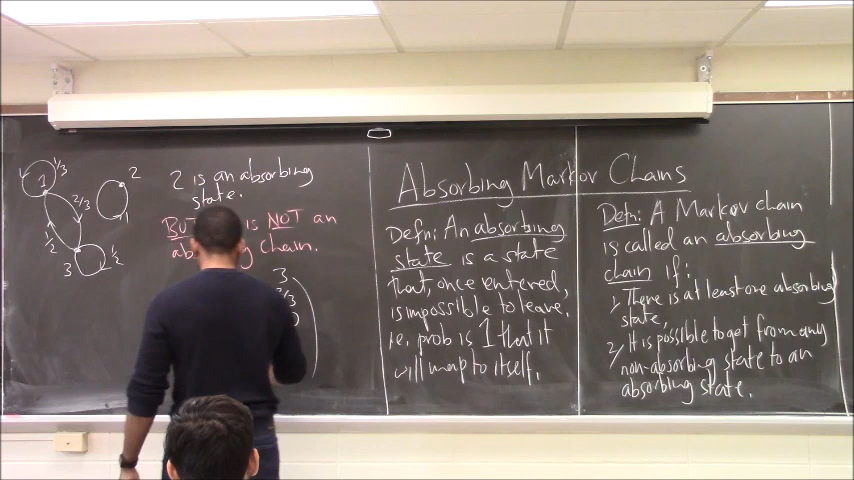 1
1/3
2
2/3
1
1/2
3
1/2
2 is an absorbing
state.
BUT is NOT an
chain.
3
2/3
0
Absorbing Markov Chains
Defn: An absorbing
state is a state
that, once entered,
is impossible to leave.
i.e. prob is 1 that it
will map to itself.
Defn: A Markov chain
is called an absorbing
chain if:
1/ There is at least one absorbing
state,
2/ It is possible to get from any
non-absorbing state to an
absorbing state.